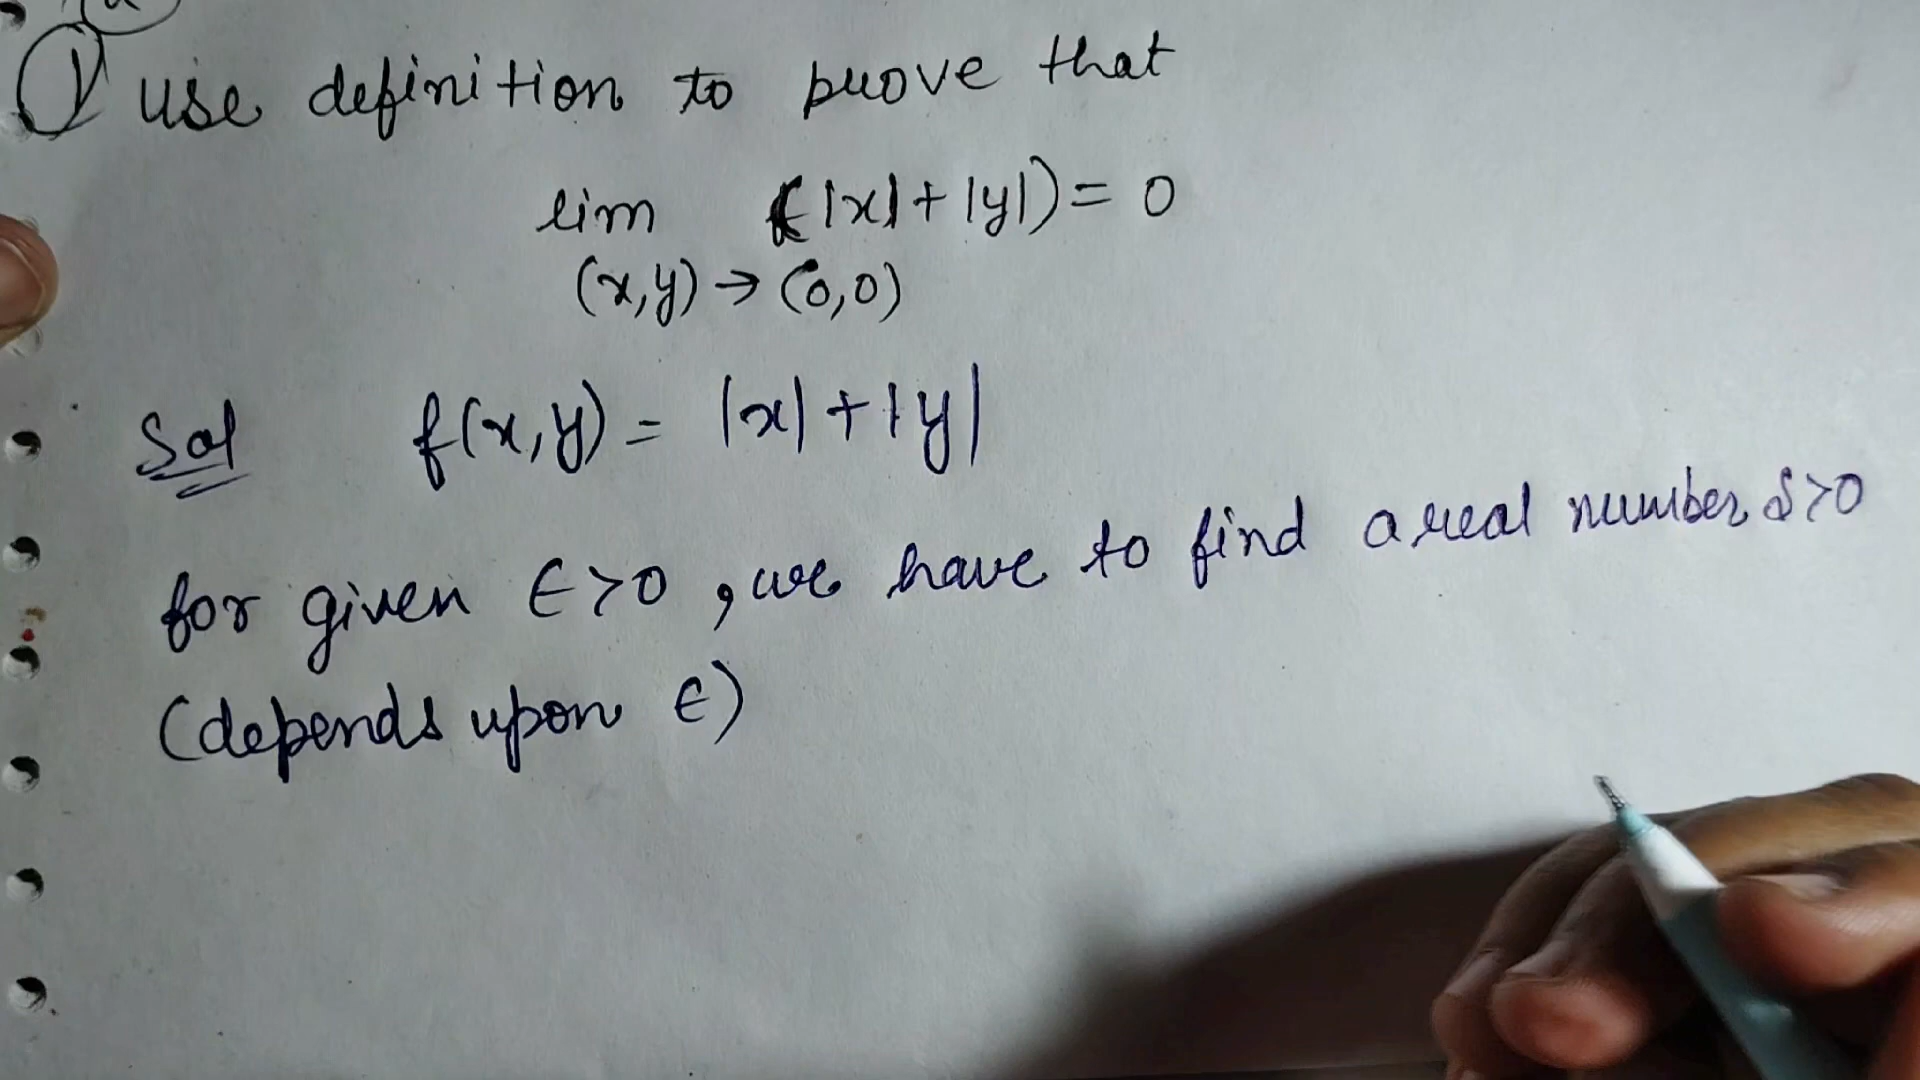 ① use definition to prove that
lim (|x|+|y|) = 0
(x,y) → (0,0)
Sol f(x,y) = |x|+|y|
for given ϵ>0, we have to find a real number δ>0
(depends upon ϵ)